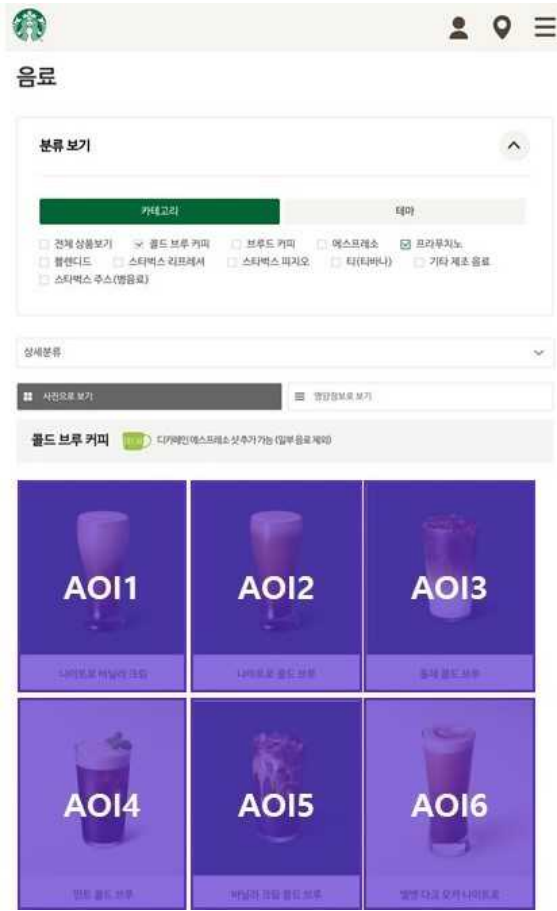 음료
분류 보기
카테고리 테마
전체 상품보기 콜드 브루 커피 브루드 커피 에스프레소 프라푸치노
블렌디드 스타벅스 리프레셔 스타벅스 피지오 티(티바나) 기타 제조 음료
스타벅스 주스(병음료)
상세분류
사진으로 보기 영양정보로 보기
콜드 브루 커피 디카페인 에스프레소 샷 추가 가능 (일부 음료 제외)
AOI1 AOI2 AOI3
나이트로 바닐라 크림 나이트로 콜드 브루 돌체 콜드 브루
AOI4 AOI5 AOI6
민트 콜드 브루 바닐라 크림 콜드 브루 벨벳 다크 모카 나이트로